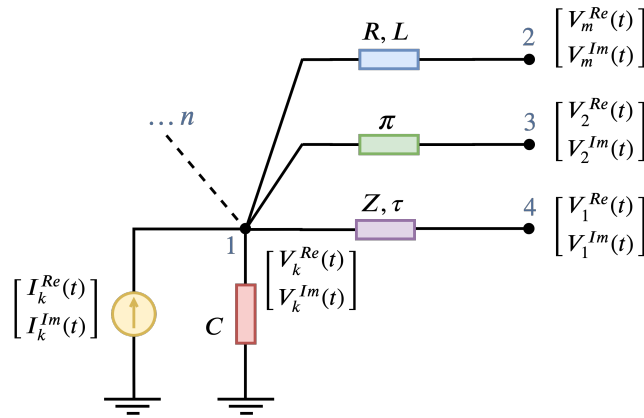 R, L
2
[V_m^{Re}(t)
V_m^{Im}(t)]
… n
π
3
[V_2^{Re}(t)
V_2^{Im}(t)]
Z, τ
4
[V_1^{Re}(t)
V_1^{Im}(t)]
1
[V_k^{Re}(t)
V_k^{Im}(t)]
[I_k^{Re}(t)
I_k^{Im}(t)]
C